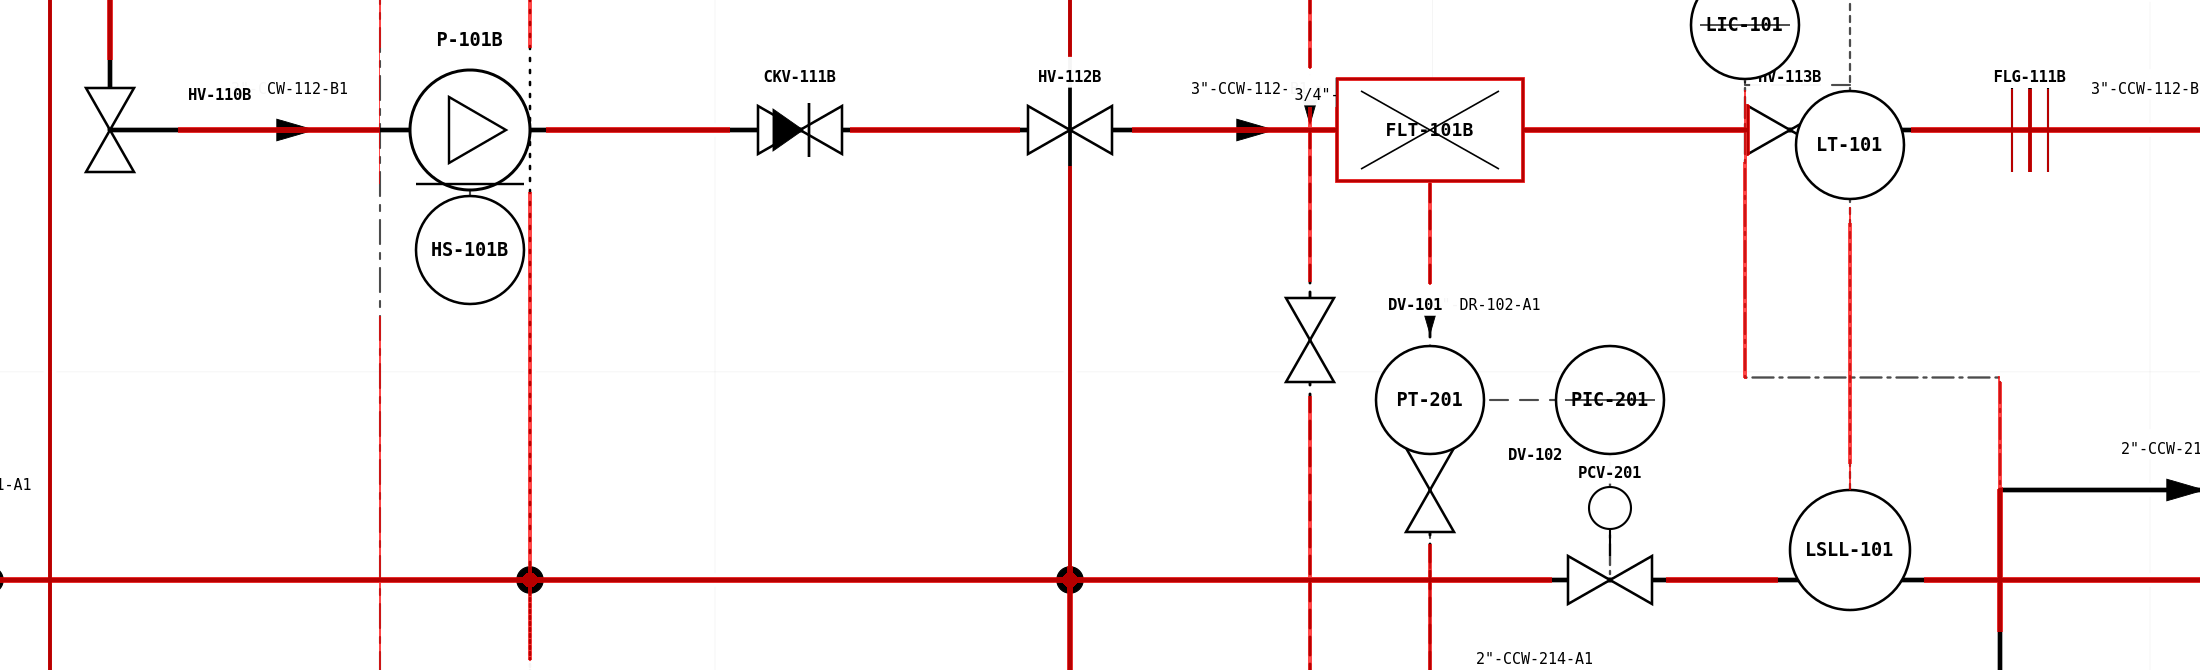 LIC-101
P-101B
CKV-111B
HV-112B
HV-113B
FLG-111B
HV-110B
CW-112-B1
3"-CCW-112-
3/4"-
3"-CCW-112-B
FLT-101B
LT-101
HS-101B
DV-101
DR-102-A1
PT-201
PIC-201
2"-CCW-21
DV-102
PCV-201
1-A1
LSLL-101
2"-CCW-214-A1